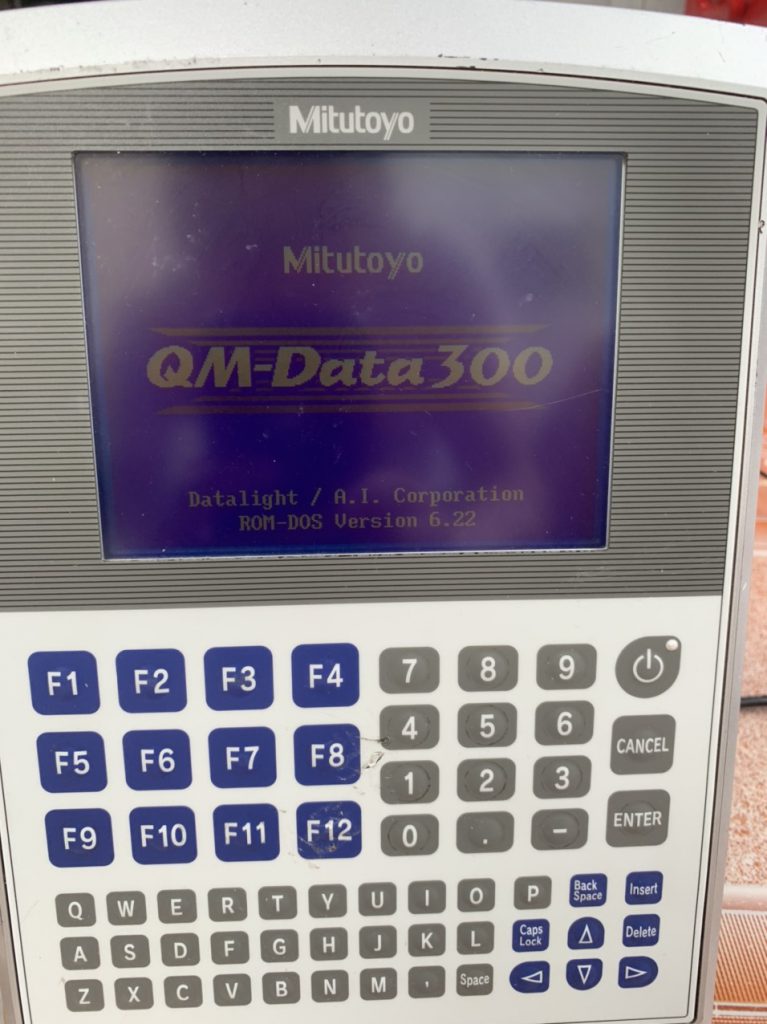 Mitutoyo
Mitutoyo
QM-Data 300
Datalight / A.I. Corporation
ROM-DOS Version 6.22
F1 F2 F3 F4 7 8 9
F5 F6 F7 F8 4 5 6 CANCEL
1 2 3
F9 F10 F11 F12 0 . - ENTER
Q W E R T Y U I O P Back Space Insert
A S D F G H J K L Caps Lock Delete
Z X C V B N M , Space